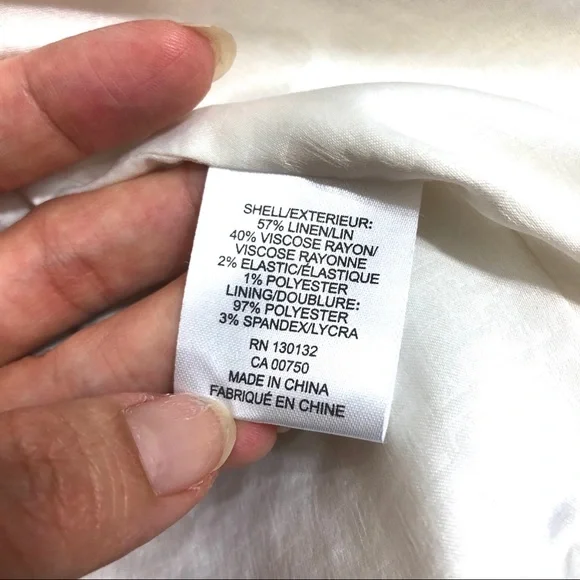 SHELL/EXTERIEUR:
57% LINEN/LIN
40% VISCOSE RAYON/
VISCOSE RAYONNE
2% ELASTIC/ÉLASTIQUE
1% POLYESTER
LINING/DOUBLURE:
97% POLYESTER
3% SPANDEX/LYCRA
RN 130132
CA 00750
MADE IN CHINA
FABRIQUÉ EN CHINE